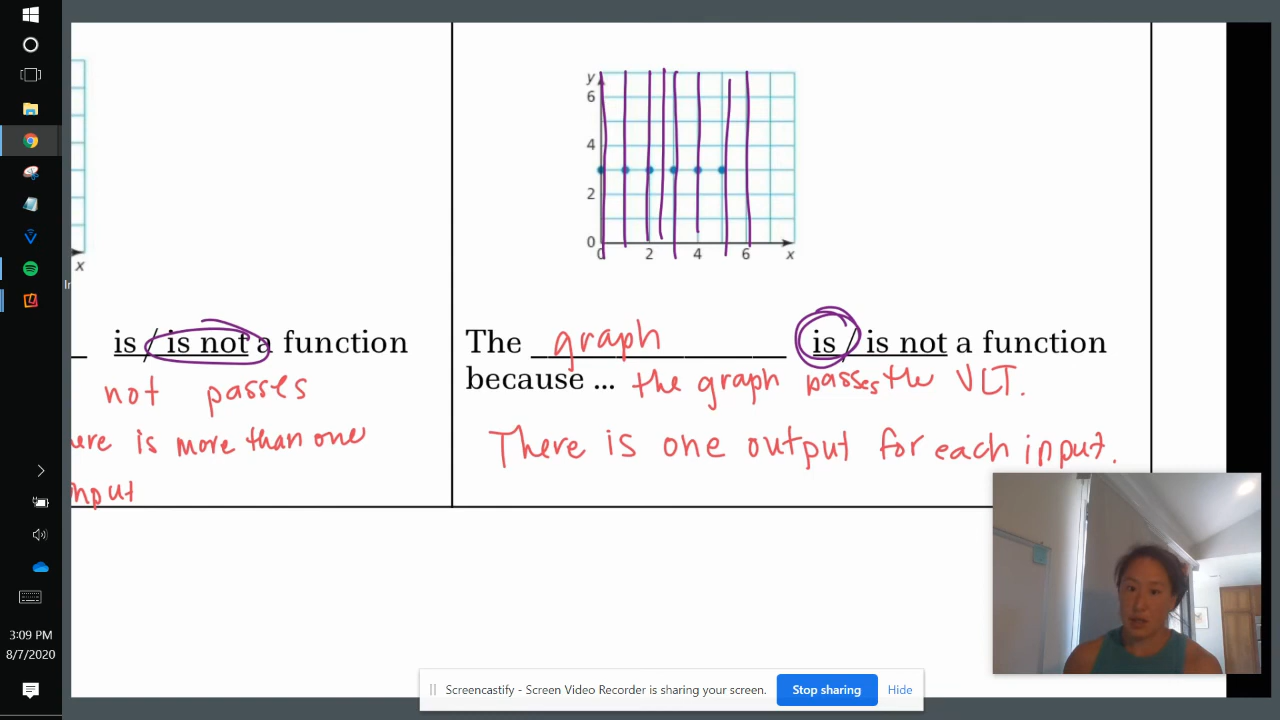 y
6
4
2
0
0
2
4
6
x
x
is / is not a function
not passes
ere is more than one
nput
The graph is / is not a function
because ... the graph passes the VLT.
There is one output for each input.
3:09 PM
8/7/2020
Screencastify - Screen Video Recorder is sharing your screen.
Stop sharing
Hide